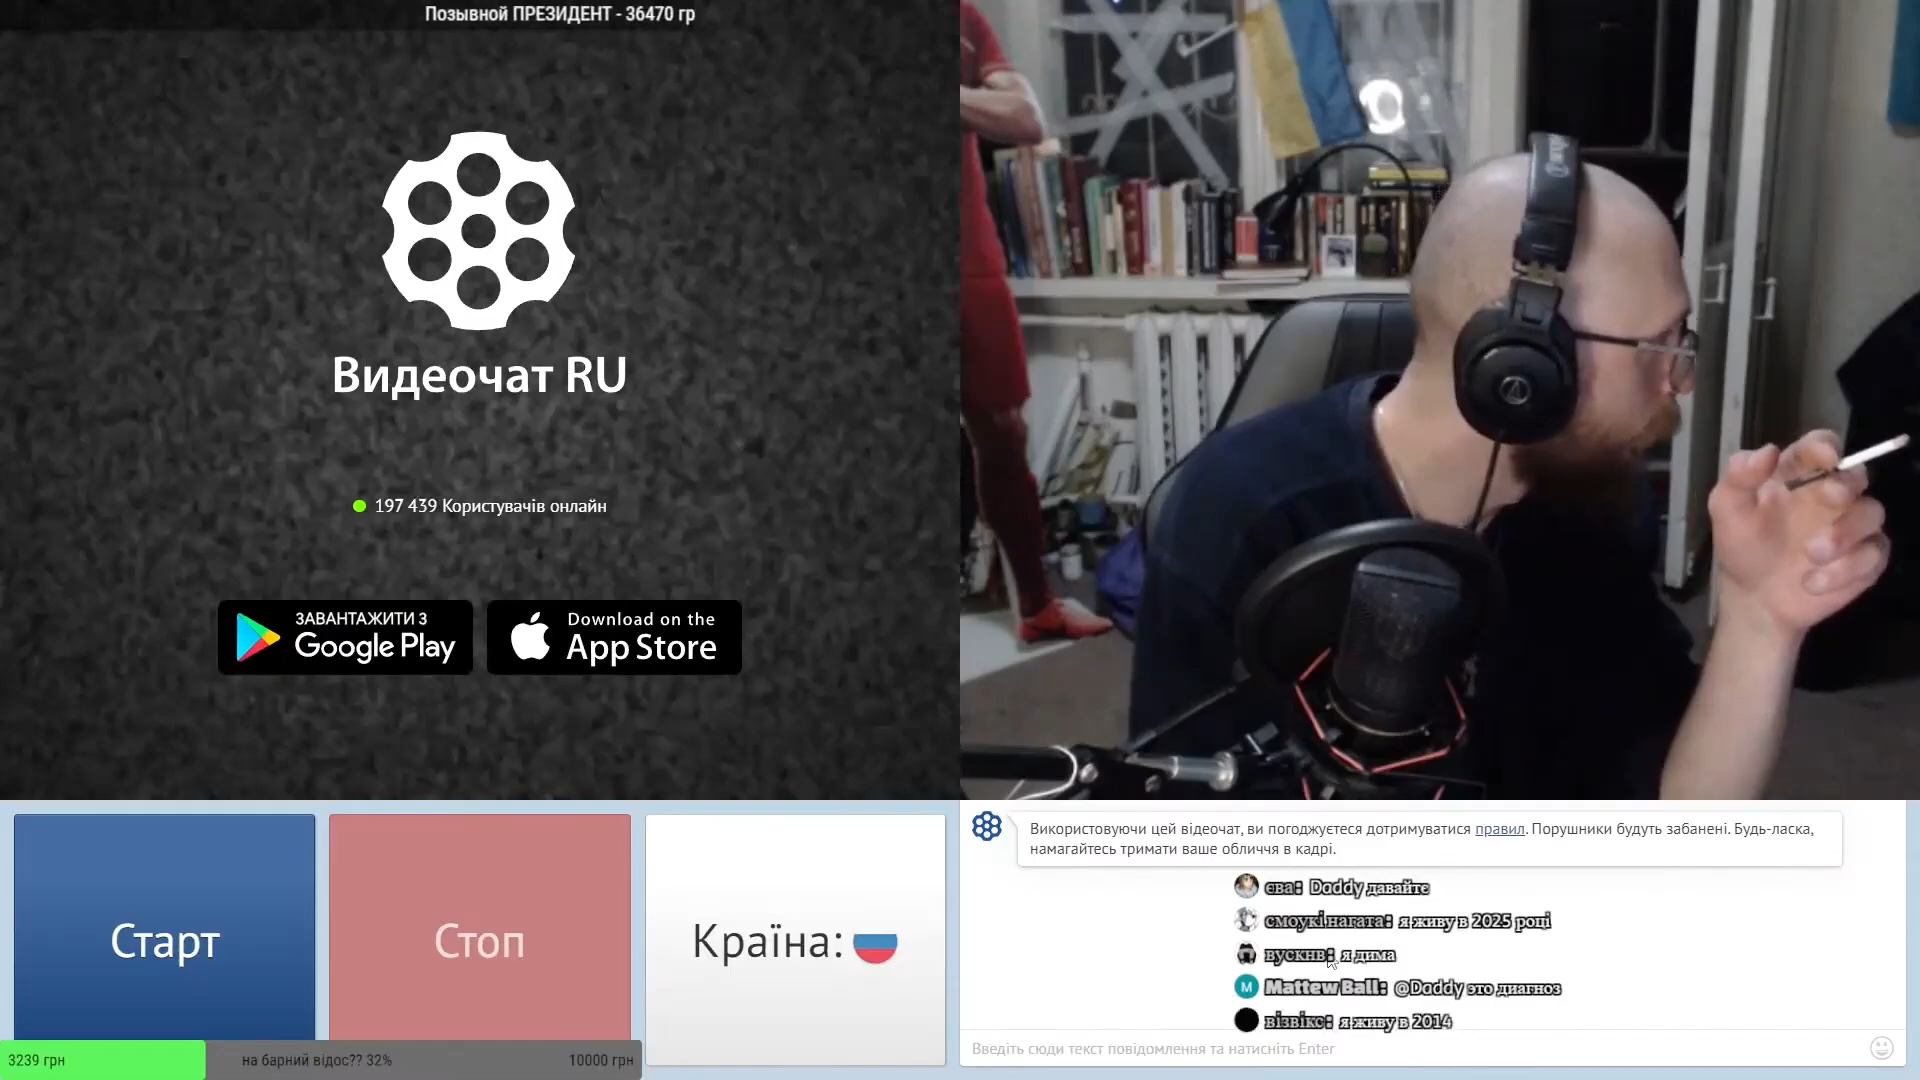 Позывной ПРЕЗИДЕНТ - 36470 гр
Видеочат RU
197 439 Користувачів онлайн
ЗАВАНТАЖИТИ З
Google Play
Download on the
App Store
Старт
Стоп
Країна:
3239 грн
на барний відос?? 32%
10000 грн
Використовуючи цей відеочат, ви погоджуєтеся дотримуватися правил. Порушники будуть забанені. Будь-ласка,
намагайтесь тримати ваше обличчя в кадрі.
ева: Daddy давайте
смоукі нагата: я живу в 2025 році
вускнв: я дима
M Mattew Ball: @Daddy это диагноз
візвікс: я живу в 2014
Введіть сюди текст повідомлення та натисніть Enter